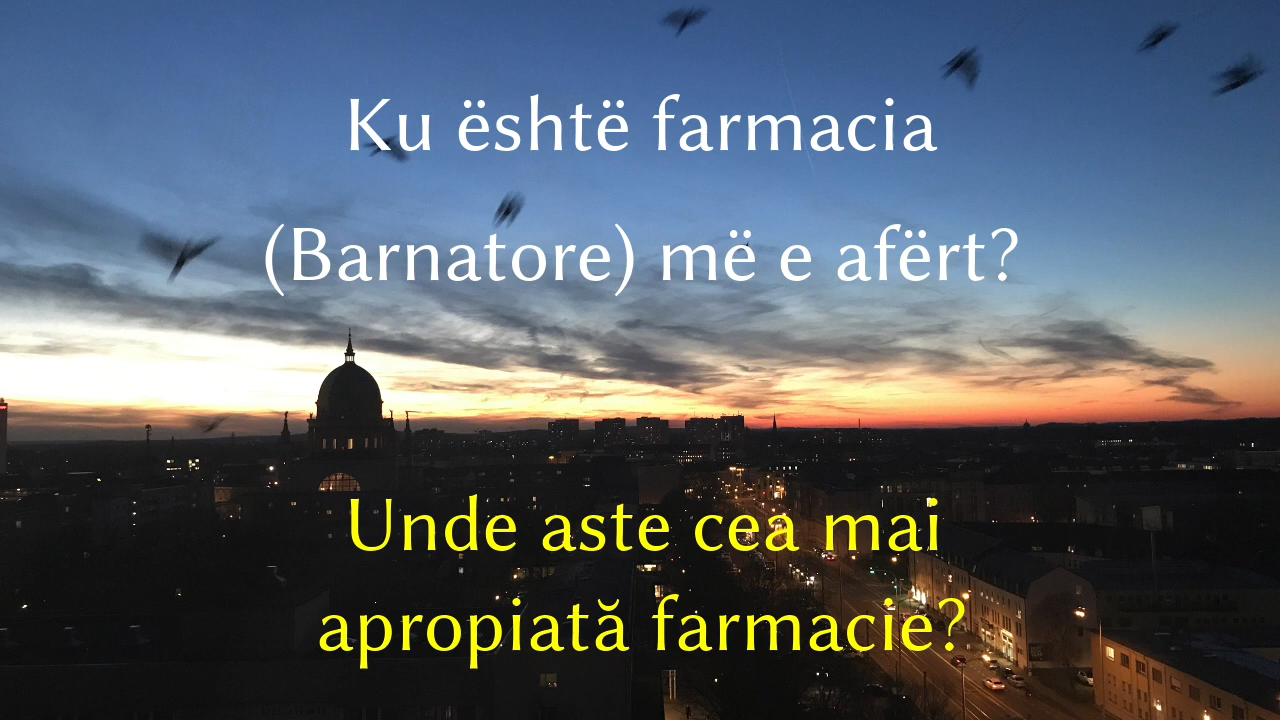 Ku është farmacia
(Barnatore) më e afërt?
Unde aste cea mai
apropiată farmacie?